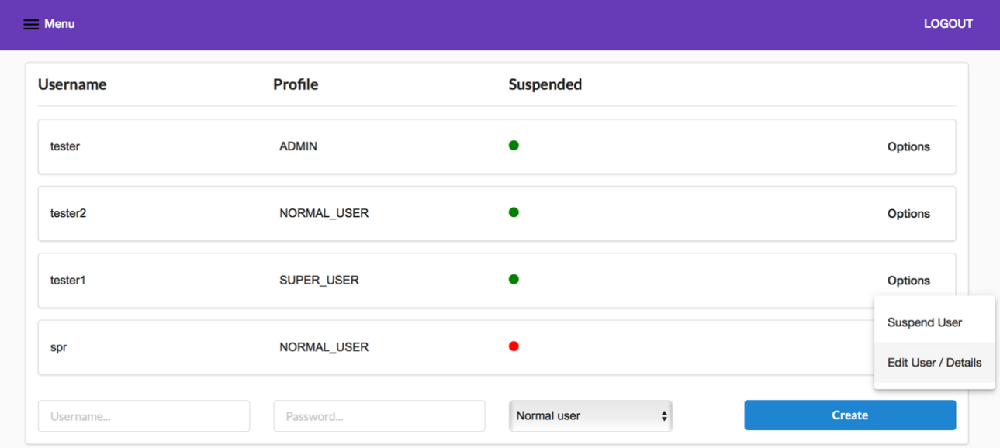 Menu LOGOUT
Username Profile Suspended
tester ADMIN Options
tester2 NORMAL_USER Options
tester1 SUPER_USER Options
Suspend User
spr NORMAL_USER
Edit User / Details
Username... Password... Normal user Create